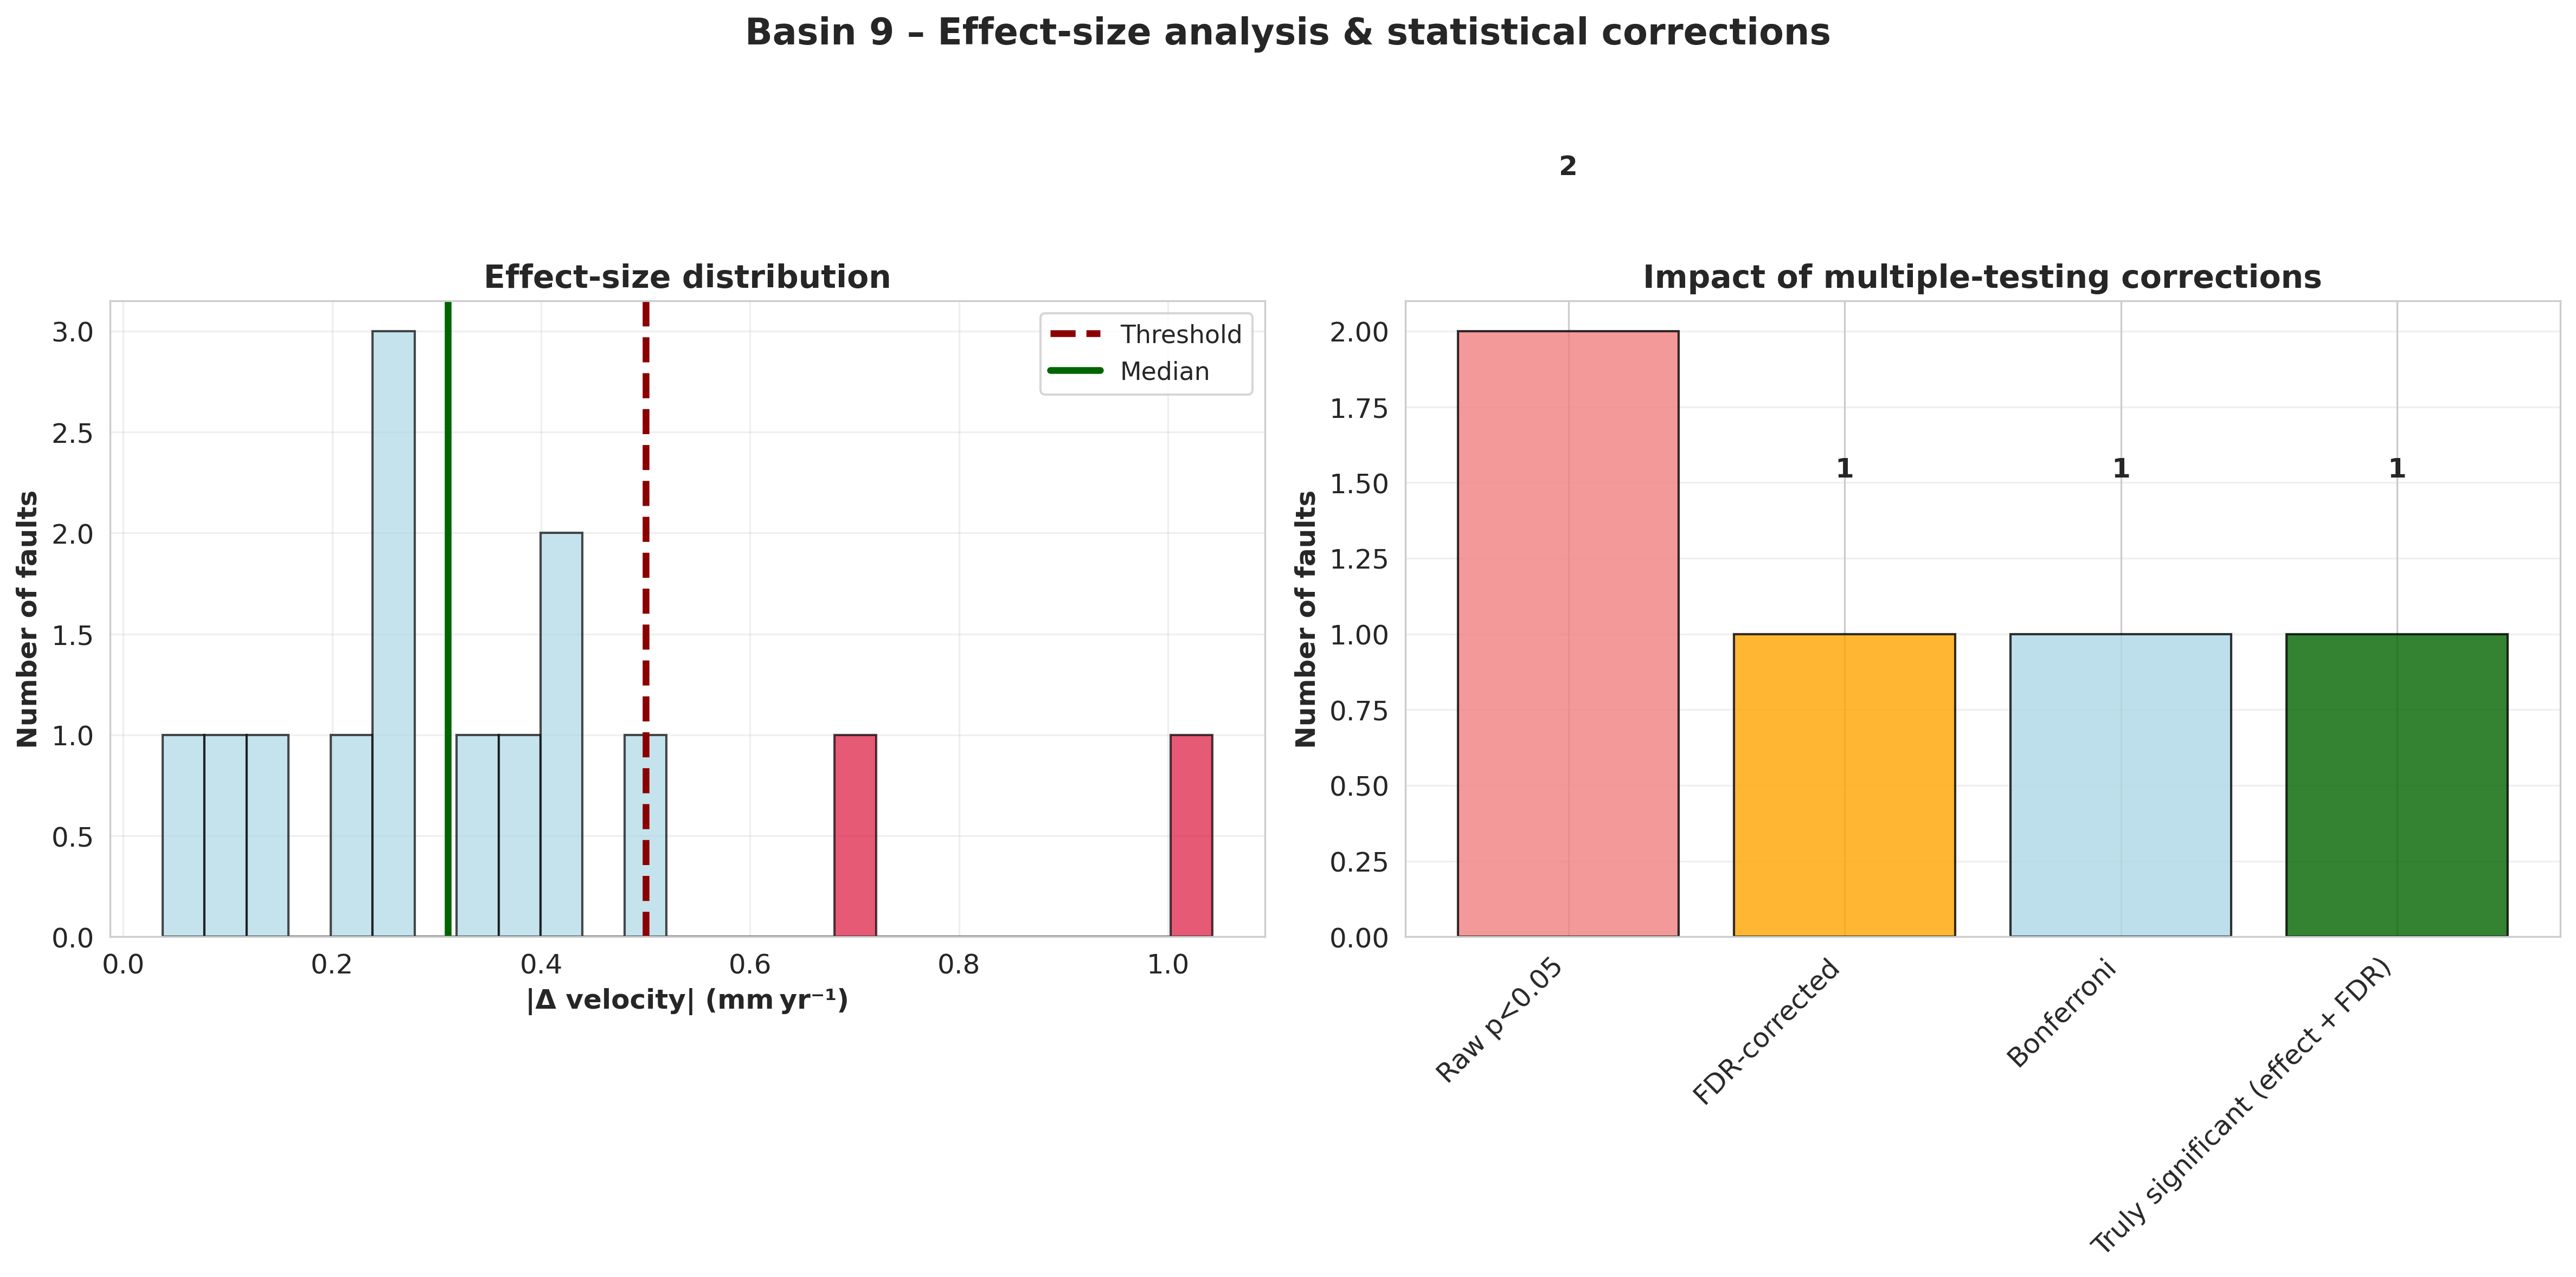 Basin 9 – Effect-size analysis & statistical corrections
Effect-size distribution
Number of faults
3.0
2.5
2.0
1.5
1.0
0.5
0.0
0.0 0.2 0.4 0.6 0.8 1.0
|Δ velocity| (mm yr⁻¹)
Threshold
Median
2
Impact of multiple-testing corrections
Number of faults
2.00
1.75
1.50
1.25
1.00
0.75
0.50
0.25
0.00
1 1 1
Raw p<0.05
FDR-corrected
Bonferroni
Truly significant (effect + FDR)